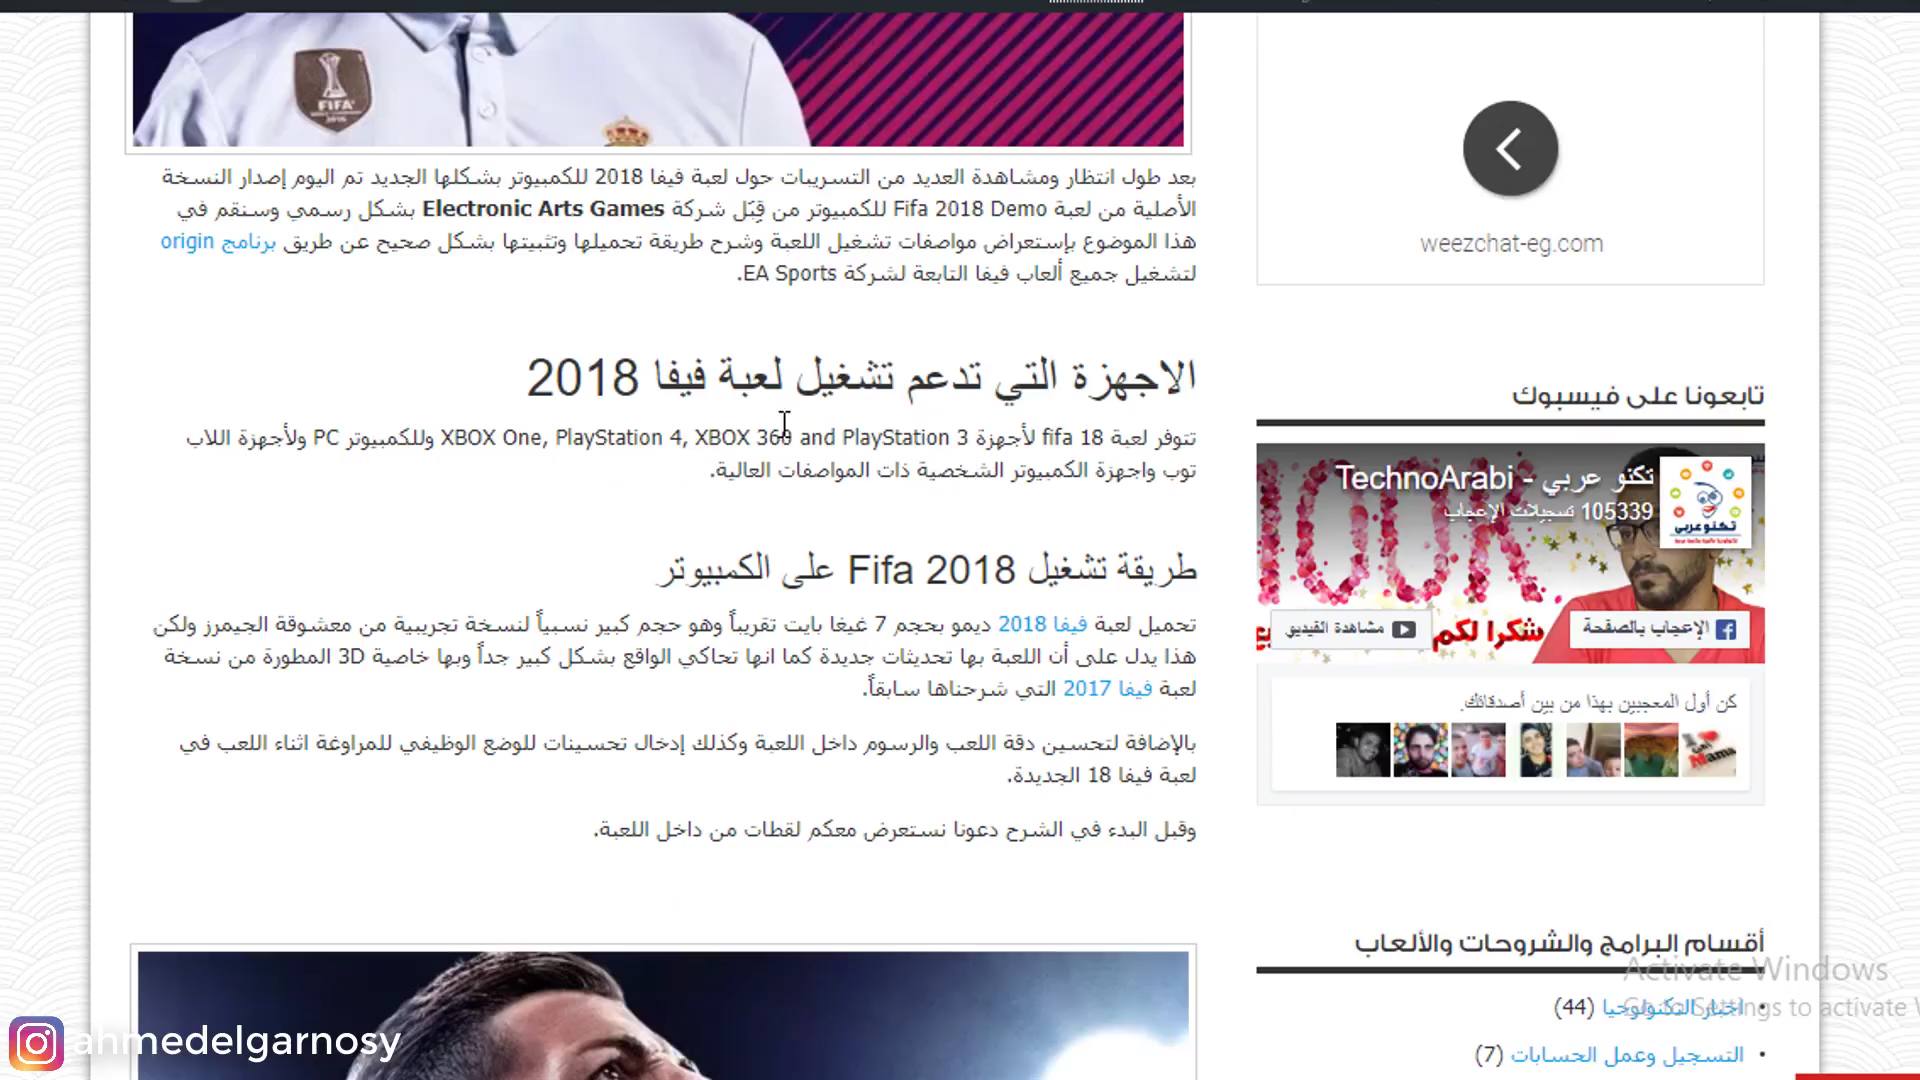 FIFA
بعد طول انتظار ومشاهدة العديد من التسريبات حول لعبة فيفا 2018 للكمبيوتر بشكلها الجديد تم اليوم إصدار النسخة
الأصلية من لعبة Fifa 2018 Demo للكمبيوتر من قِبَل شركة Electronic Arts Games بشكل رسمي وسنقم في
هذا الموضوع بإستعراض مواصفات تشغيل اللعبة وشرح طريقة تحميلها وتثبيتها بشكل صحيح عن طريق برنامج origin
لتشغيل جميع ألعاب فيفا التابعة لشركة EA Sports.
الاجهزة التي تدعم تشغيل لعبة فيفا 2018
تتوفر لعبة fifa 18 لأجهزة XBOX One, PlayStation 4, XBOX 360 and PlayStation 3 وللكمبيوتر PC ولأجهزة اللاب
توب واجهزة الكمبيوتر الشخصية ذات المواصفات العالية.
طريقة تشغيل Fifa 2018 على الكمبيوتر
تحميل لعبة فيفا 2018 ديمو بحجم 7 غيغا بايت تقريباً وهو حجم كبير نسبياً لنسخة تجريبية من معشوقة الجيمرز ولكن
هذا يدل على أن اللعبة بها تحديثات جديدة كما انها تحاكي الواقع بشكل كبير جداً وبها خاصية 3D المطورة من نسخة
لعبة فيفا 2017 التي شرحناها سابقاً.
بالإضافة لتحسين دقة اللعب والرسوم داخل اللعبة وكذلك إدخال تحسينات للوضع الوظيفي للمراوغة اثناء اللعب في
لعبة فيفا 18 الجديدة.
وقبل البدء في الشرح دعونا نستعرض معكم لقطات من داخل اللعبة.
weezchat-eg.com
تابعونا على فيسبوك
تكنو عربي - TechnoArabi
105339 تسجيلات الإعجاب
تكنوعربي
شكرا لكم
الإعجاب بالصفحة
مشاهدة الفيديو
كن أول المعجبين بهذا من بين أصدقائك.
أقسام البرامج والشروحات والألعاب
اخبار التكنولوجيا (44)
التسجيل وعمل الحسابات (7)
Activate Windows
Go to Settings to activate
ahmedelgarnosy